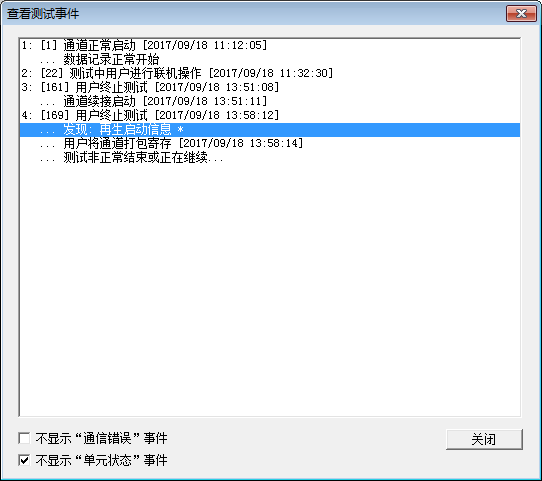 查看测试事件
1: [1] 通道正常启动 [2017/09/18 11:12:05]
... 数据记录正常开始
2: [22] 测试中用户进行联机操作 [2017/09/18 11:32:30]
3: [161] 用户终止测试 [2017/09/18 13:51:08]
... 通道续接启动 [2017/09/18 13:51:11]
4: [169] 用户终止测试 [2017/09/18 13:58:12]
... 发现: 再生启动信息 *
... 用户将通道打包寄存 [2017/09/18 13:58:14]
... 测试非正常结束或正在继续...
不显示“通信错误”事件
关闭
不显示“单元状态”事件